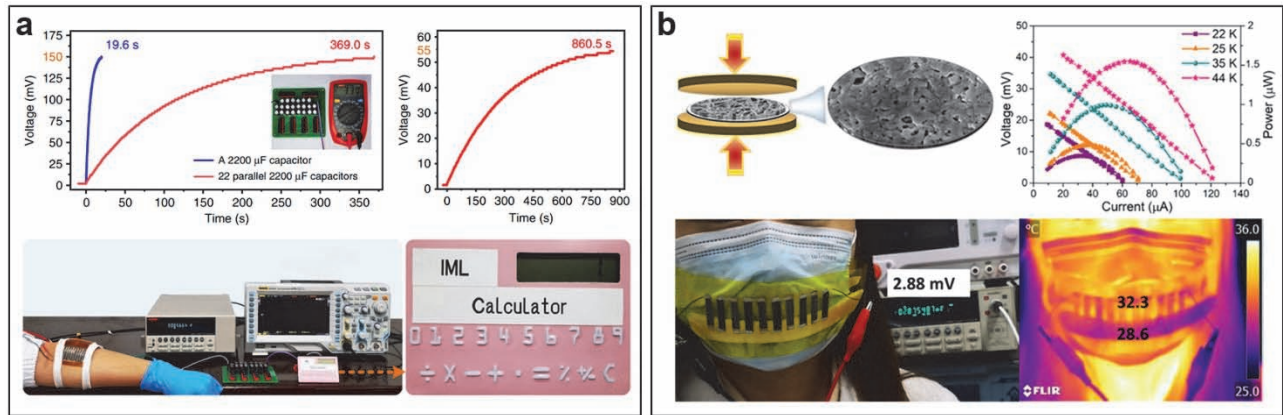 a
175
150
125
100
75
50
25
0
Voltage (mV)
19.6 s
369.0 s
A 2200 µF capacitor
22 parallel 2200 µF capacitors
0 50 100 150 200 250 300 350
Time (s)
60
55
50
40
30
20
10
0
Voltage (mV)
860.5 s
0 150 300 450 600 750 900
Time (s)
IML
1
Calculator
0 1 2 3 4 5 6 7 8 9
÷ × − + · = % +∕− C
b
50
40
30
20
10
0
Voltage (mV)
22 K
25 K
35 K
44 K
2
1.5
1
0.5
0
Power (µW)
0 20 40 60 80 100 120 140
Current (µA)
2.88 mV
°C
36.0
32.3
28.6
25.0
FLIR